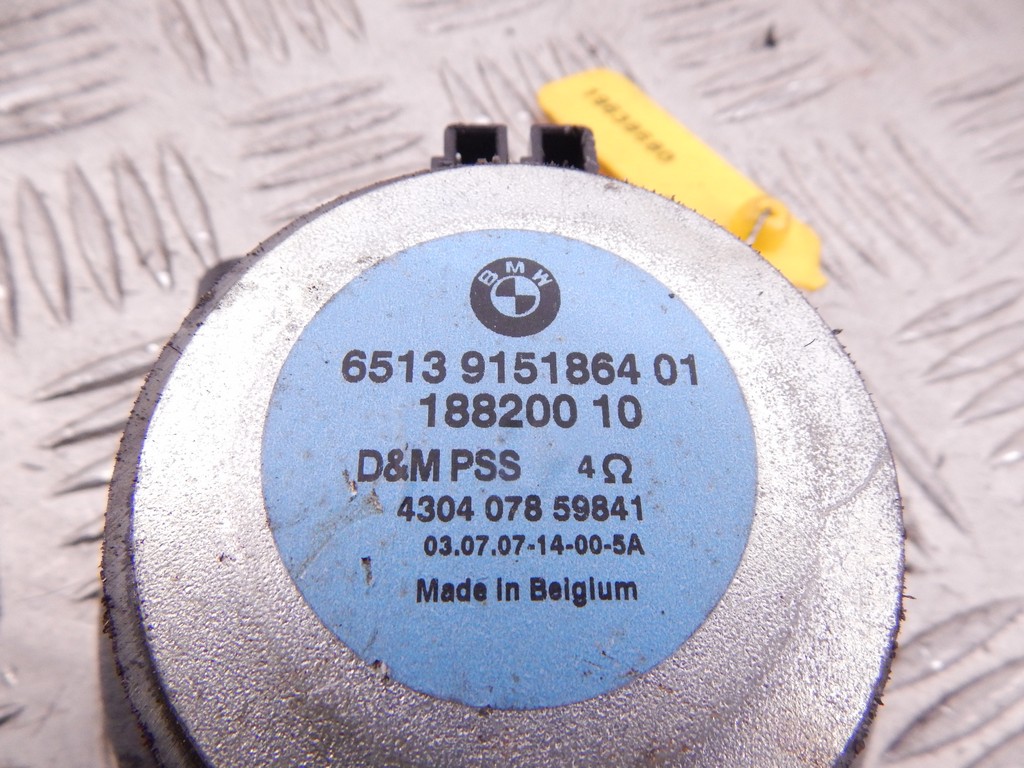 BMW
6513 9151864 01
188200 10
D&M PSS 4Ω
4304 078 59841
03.07.07-14-00-5A
Made in Belgium